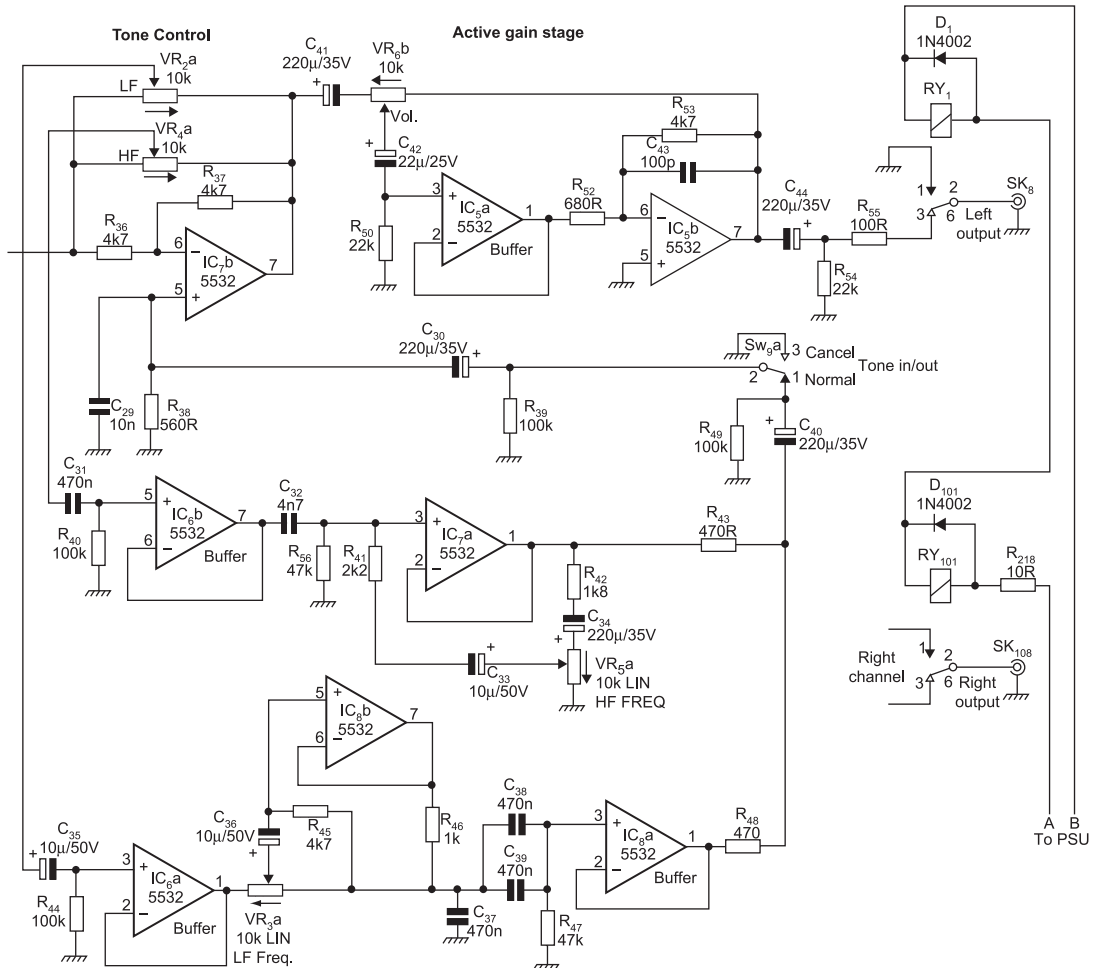 Tone Control
Active gain stage
C41
220µ/35V
+
VR2a
10k
LF
VR4a
10k
HF
R37
4k7
R36
4k7
6
−
5
+
7
IC7b
5532
VR6b
10k
Vol.
C42
22µ/25V
+
R50
22k
3
+
2
−
1
IC5a
5532
Buffer
R52
680R
R53
4k7
C43
100p
6
−
5
+
7
IC5b
5532
C44
220µ/35V
+
R54
22k
R55
100R
D1
1N4002
RY1
1
3
2
6
Left
output
SK8
C30
220µ/35V
+
C29
10n
R38
560R
R39
100k
Sw9a
3
Cancel
2
1
Normal
Tone in/out
R49
100k
C40
220µ/35V
+
C31
470n
R40
100k
5
+
6
−
7
IC6b
5532
Buffer
C32
4n7
R56
47k
R41
2k2
3
+
2
−
1
IC7a
5532
R43
470R
R42
1k8
C34
220µ/35V
+
C33
10µ/50V
+
VR5a
10k LIN
HF FREQ
D101
1N4002
RY101
R218
10R
Right
channel
1
3
2
6
Right
output
SK108
5
+
6
−
7
IC8b
5532
C36
10µ/50V
+
R45
4k7
R46
1k
C38
470n
C39
470n
C37
470n
R47
47k
3
+
2
−
1
IC8a
5532
Buffer
R48
470
A B
To PSU
C35
10µ/50V
+
R44
100k
3
+
2
−
1
IC6a
5532
Buffer
VR3a
10k LIN
LF Freq.